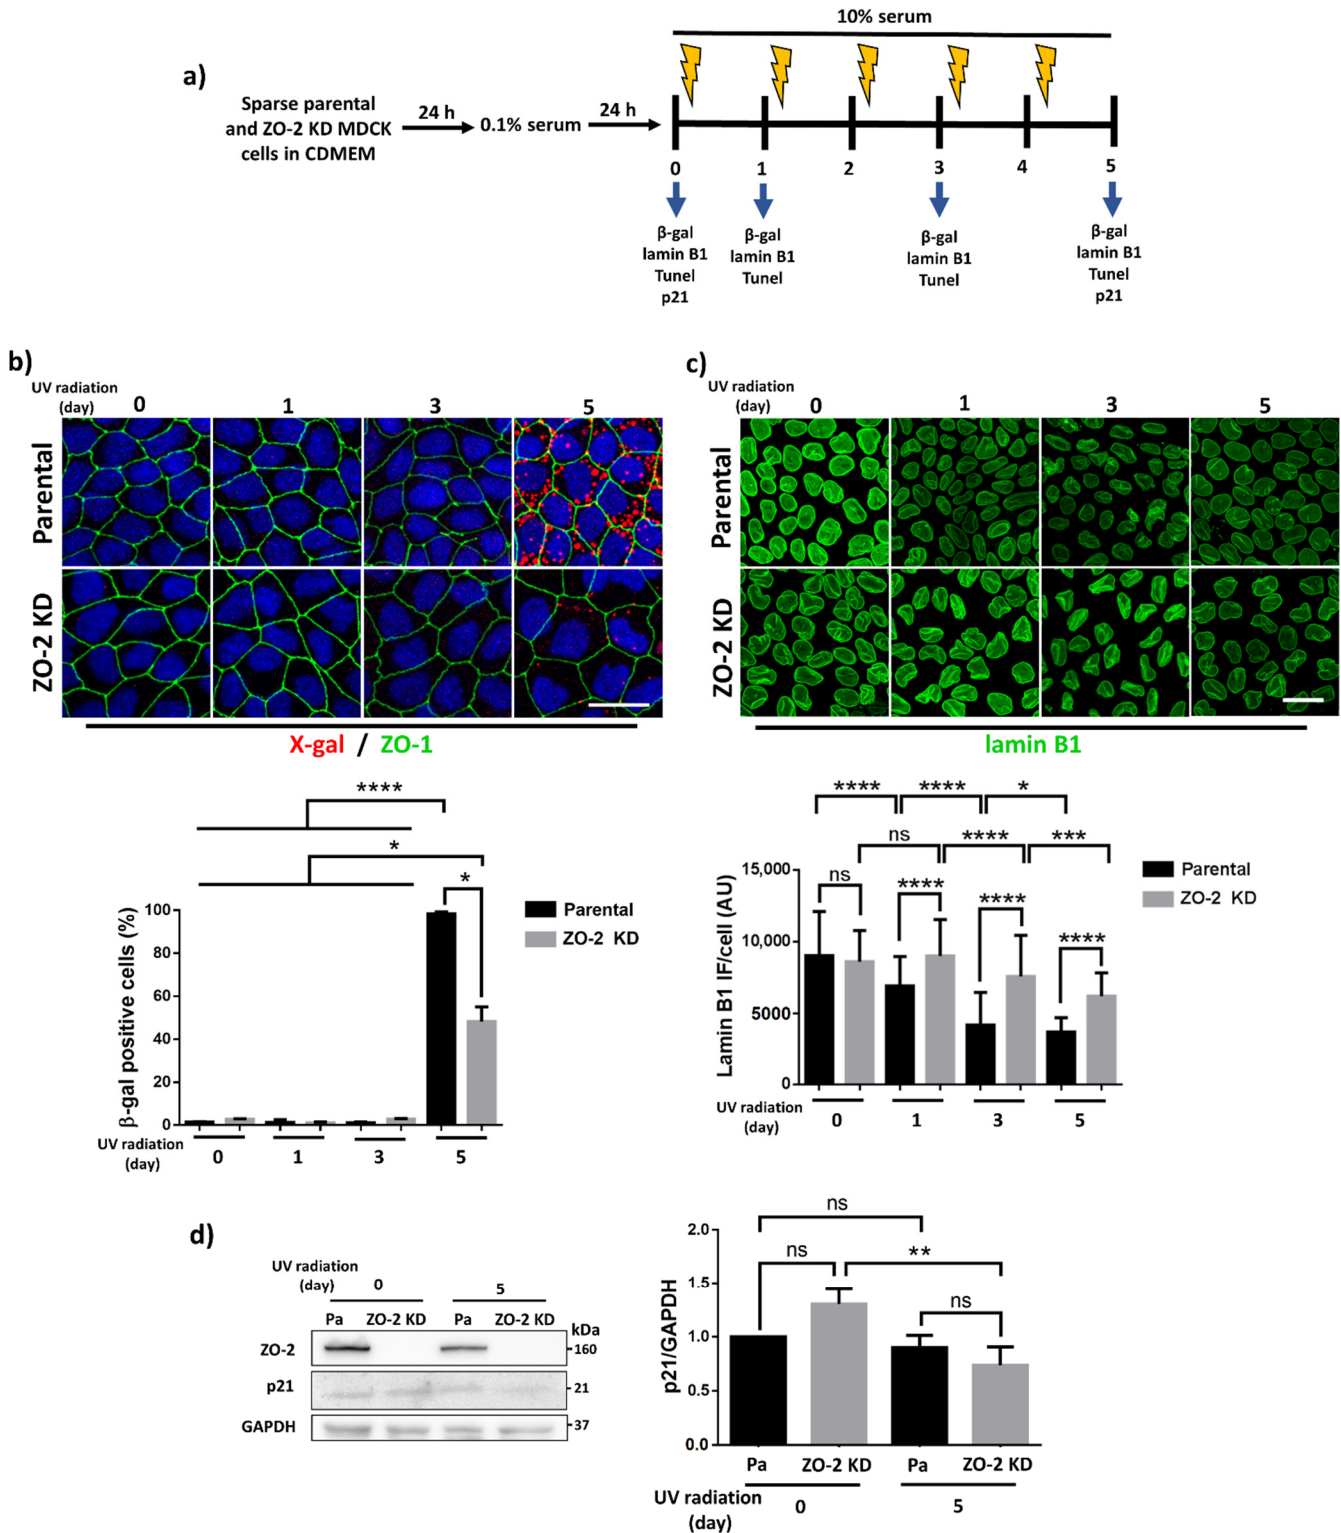 a)
10% serum
Sparse parental
and ZO-2 KD MDCK
cells in CDMEM
24 h
0.1% serum
24 h
0 1 2 3 4 5
β-gal
lamin B1
Tunel
p21
β-gal
lamin B1
Tunel
β-gal
lamin B1
Tunel
β-gal
lamin B1
Tunel
p21
b)
UV radiation
(day) 0 1 3 5
Parental
ZO-2 KD
X-gal / ZO-1
****
*
*
β-gal positive cells (%)
100
80
60
40
20
0
Parental
ZO-2 KD
UV radiation
(day)
0 1 3 5
c)
UV radiation
(day) 0 1 3 5
Parental
ZO-2 KD
lamin B1
**** **** *
ns **** ***
ns **** **** ****
Lamin B1 IF/cell (AU)
15,000
10,000
5000
0
Parental
ZO-2 KD
UV radiation
(day)
0 1 3 5
d)
UV radiation
(day) 0 5
Pa ZO-2 KD Pa ZO-2 KD
kDa
ZO-2 160
p21 21
GAPDH 37
ns
ns **
ns
p21/GAPDH
2.0
1.5
1.0
0.5
0.0
Pa ZO-2 KD Pa ZO-2 KD
UV radiation
(day)
0 5